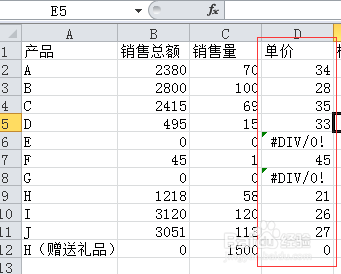 E5 fx
A B C D
1 产品 销售总额 销售量 单价
2 A 2380 70 34
3 B 2800 100 28
4 C 2415 69 35
5 D 495 15 33
6 E 0 0 #DIV/0!
7 F 45 1 45
8 G 0 0 #DIV/0!
9 H 1218 58 21
10 I 3120 120 26
11 J 3051 113 27
12 H（赠送礼品） 0 1500 0